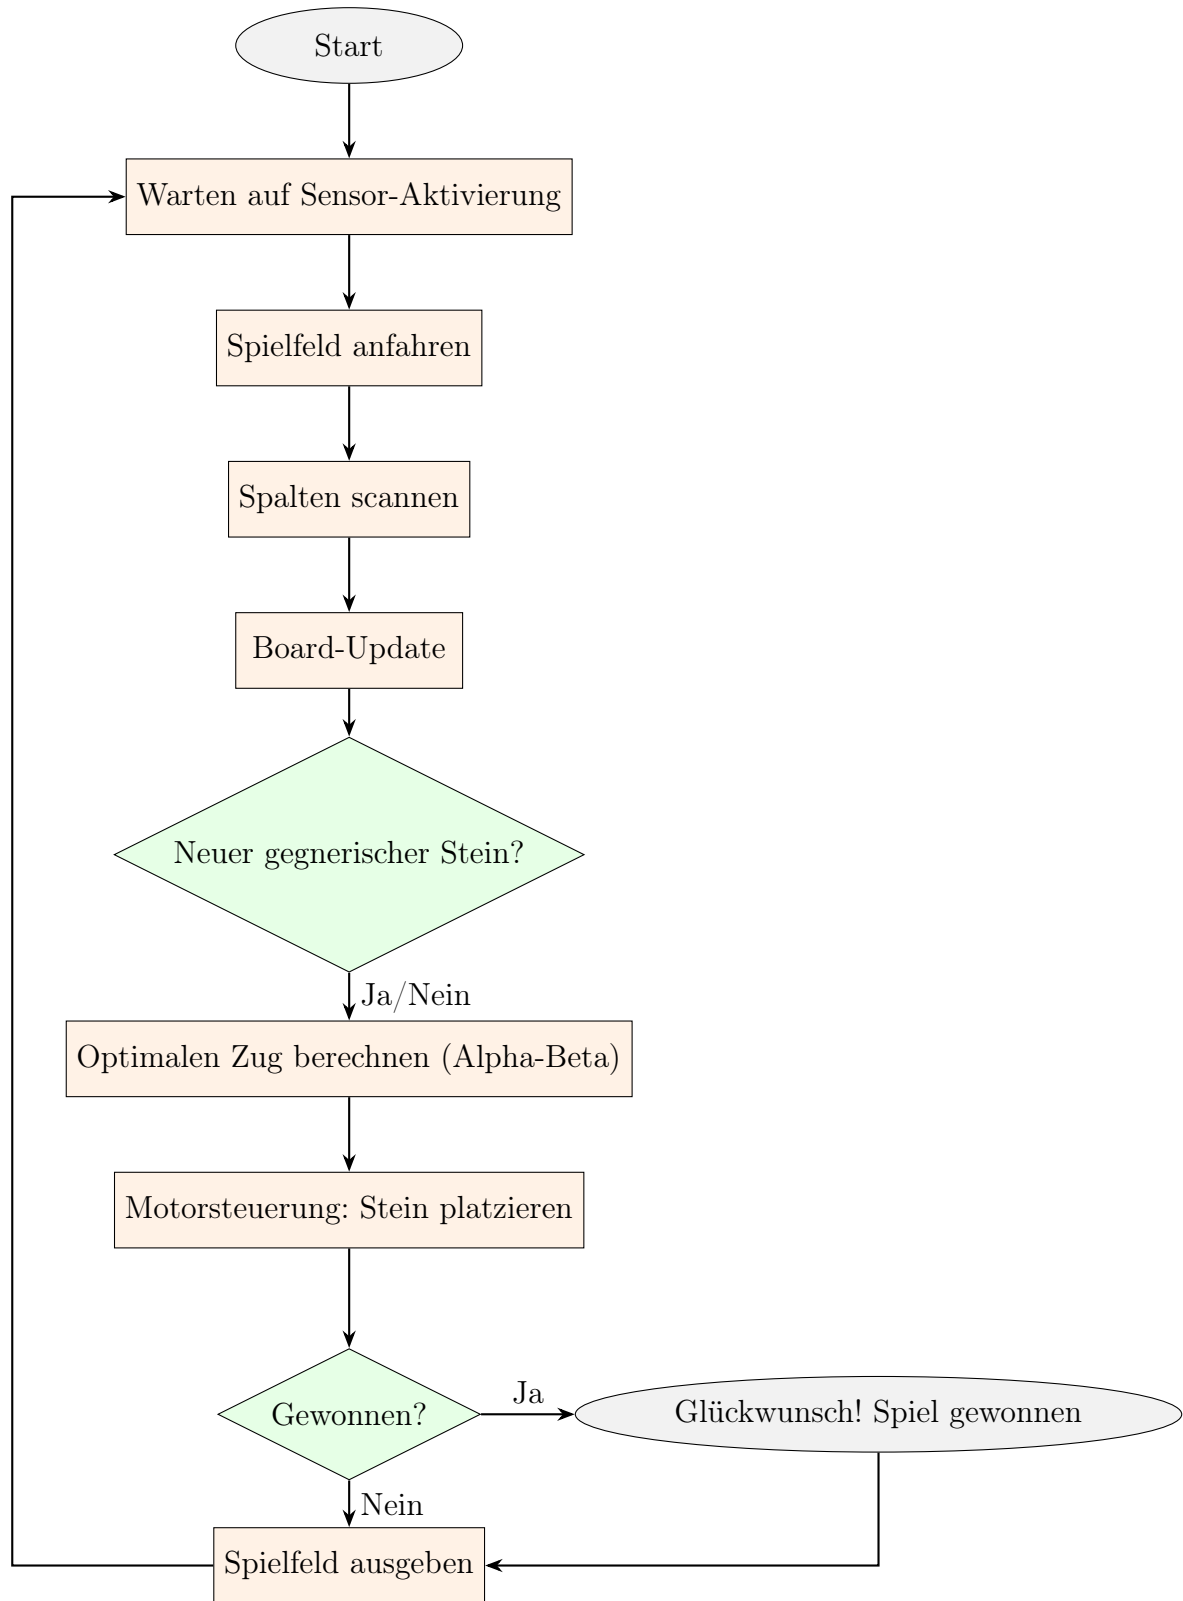 Start
Warten auf Sensor-Aktivierung
Spielfeld anfahren
Spalten scannen
Board-Update
Neuer gegnerischer Stein?
Ja/Nein
Optimalen Zug berechnen (Alpha-Beta)
Motorsteuerung: Stein platzieren
Gewonnen?
Ja
Glückwunsch! Spiel gewonnen
Nein
Spielfeld ausgeben